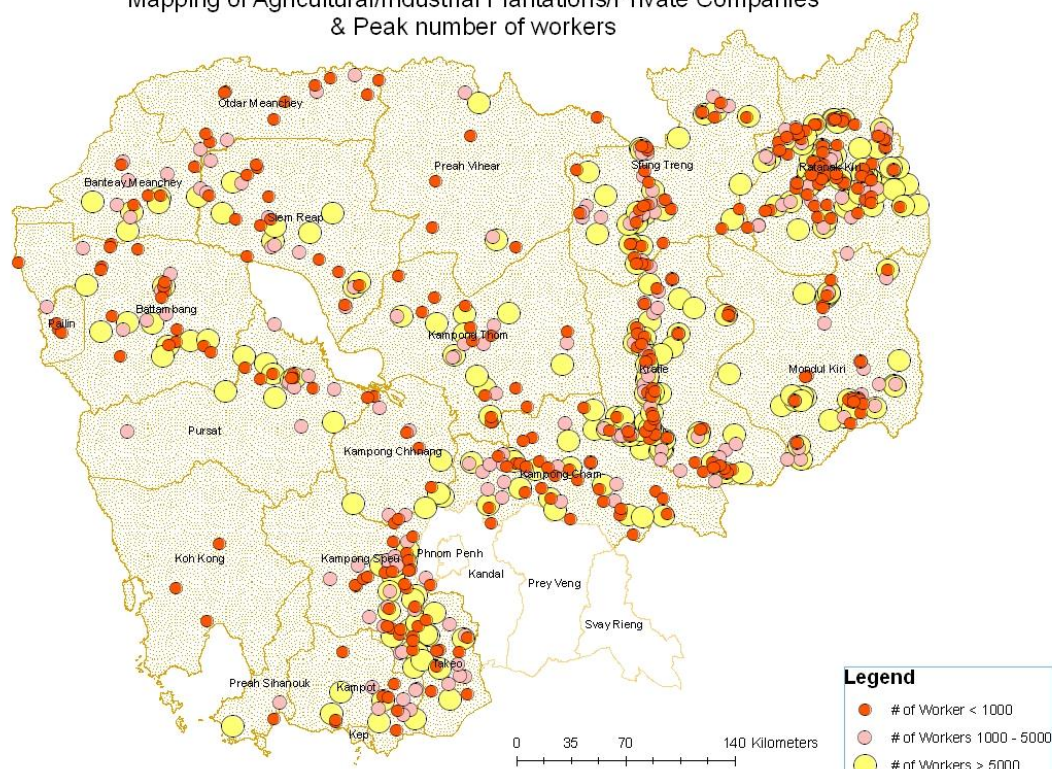 Mapping of Agricultural/Industrial Plantations/Private Companies
& Peak number of workers
Otdar Meanchey
Preah Vihear
Stung Treng
Ratanak Kiri
Banteay Meanchey
Siem Reap
Battambang
Pailin
Kampong Thom
Kratie
Mondul Kiri
Pursat
Kampong Chhnang
Kampong Cham
Koh Kong
Kampong Speu
Phnom Penh
Kandal
Prey Veng
Svay Rieng
Takeo
Preah Sihanouk
Kampot
Kep
0 35 70 140 Kilometers
Legend
# of Worker < 1000
# of Workers 1000 - 5000
# of Workers > 5000